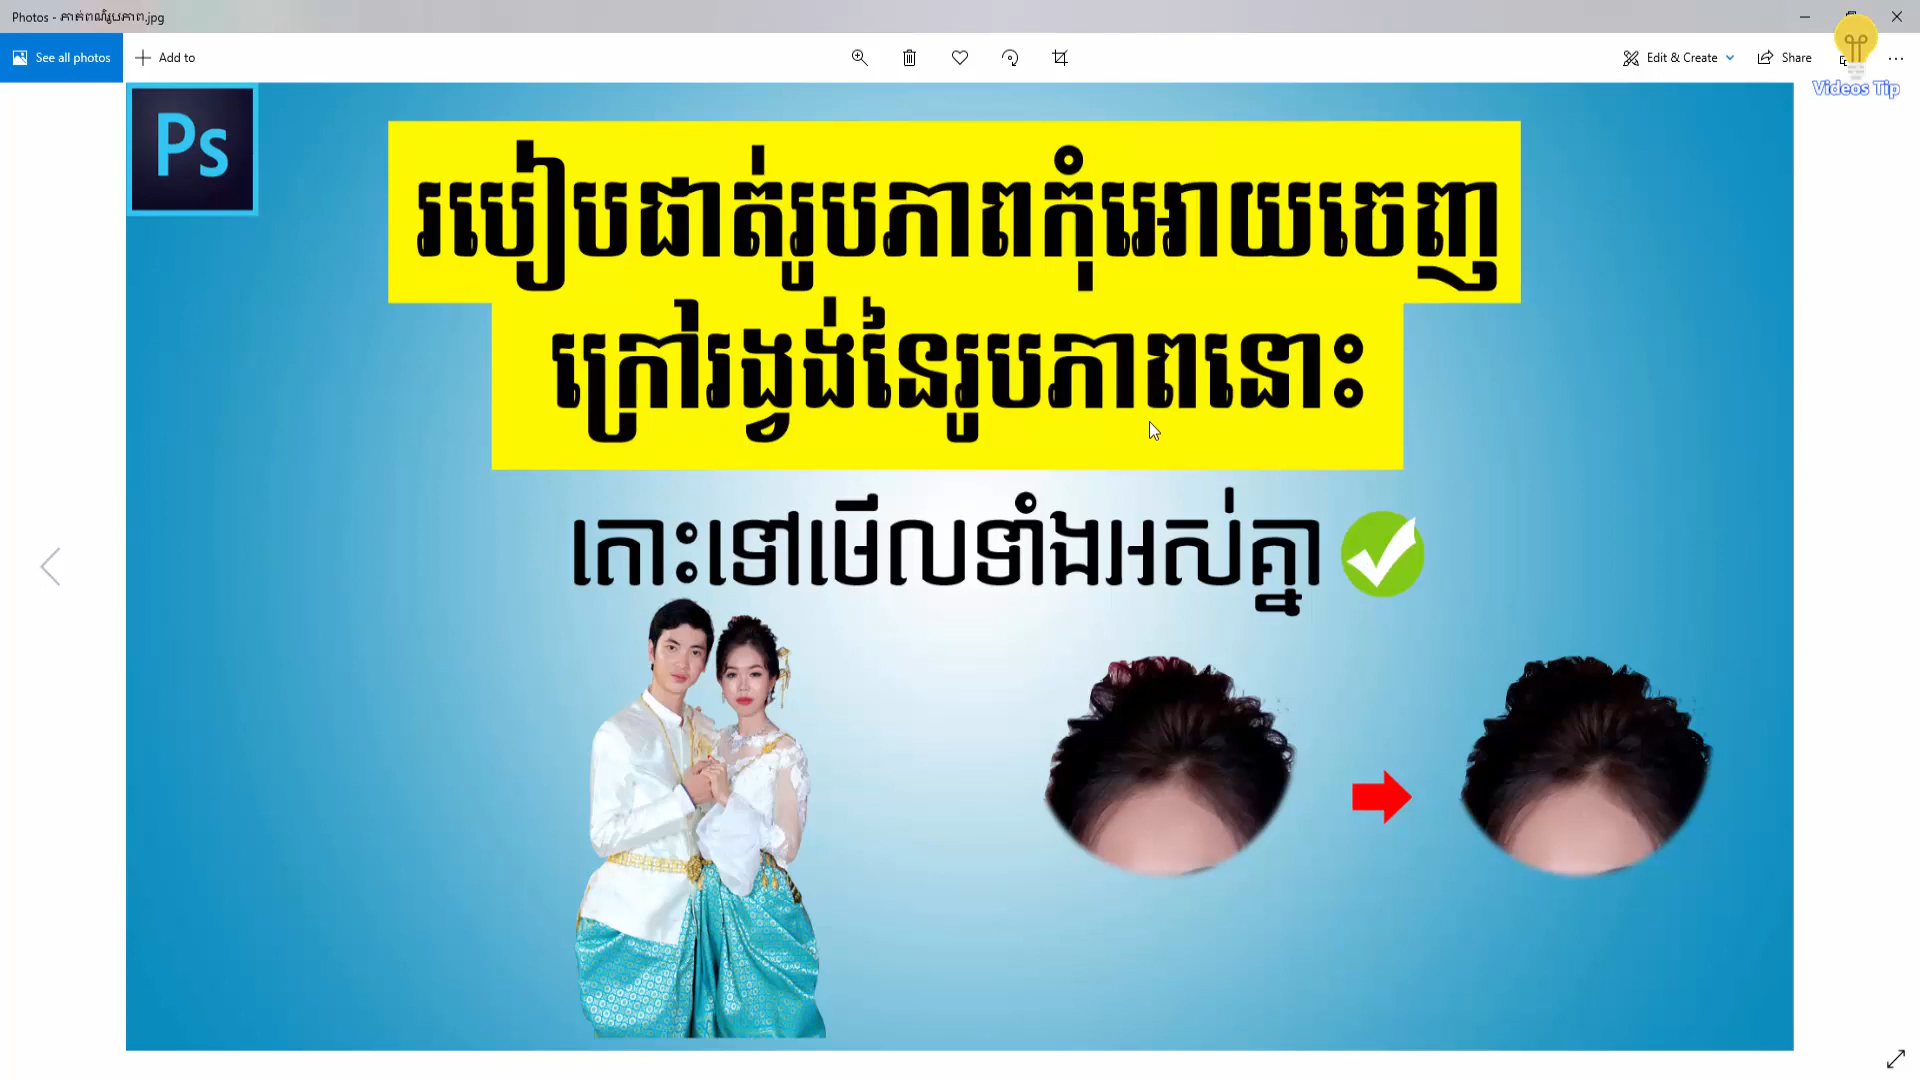 Photos - ភាត់ពណ៌រូបភាព.jpg
See all photos
Add to
Edit & Create
Share
Videos Tip
Ps
របៀបផាត់រូបភាពកុំអោយចេញ
ក្រៅរង្វង់នៃរូបភាពនោះ
តោះទៅមើលទាំងអស់គ្នា